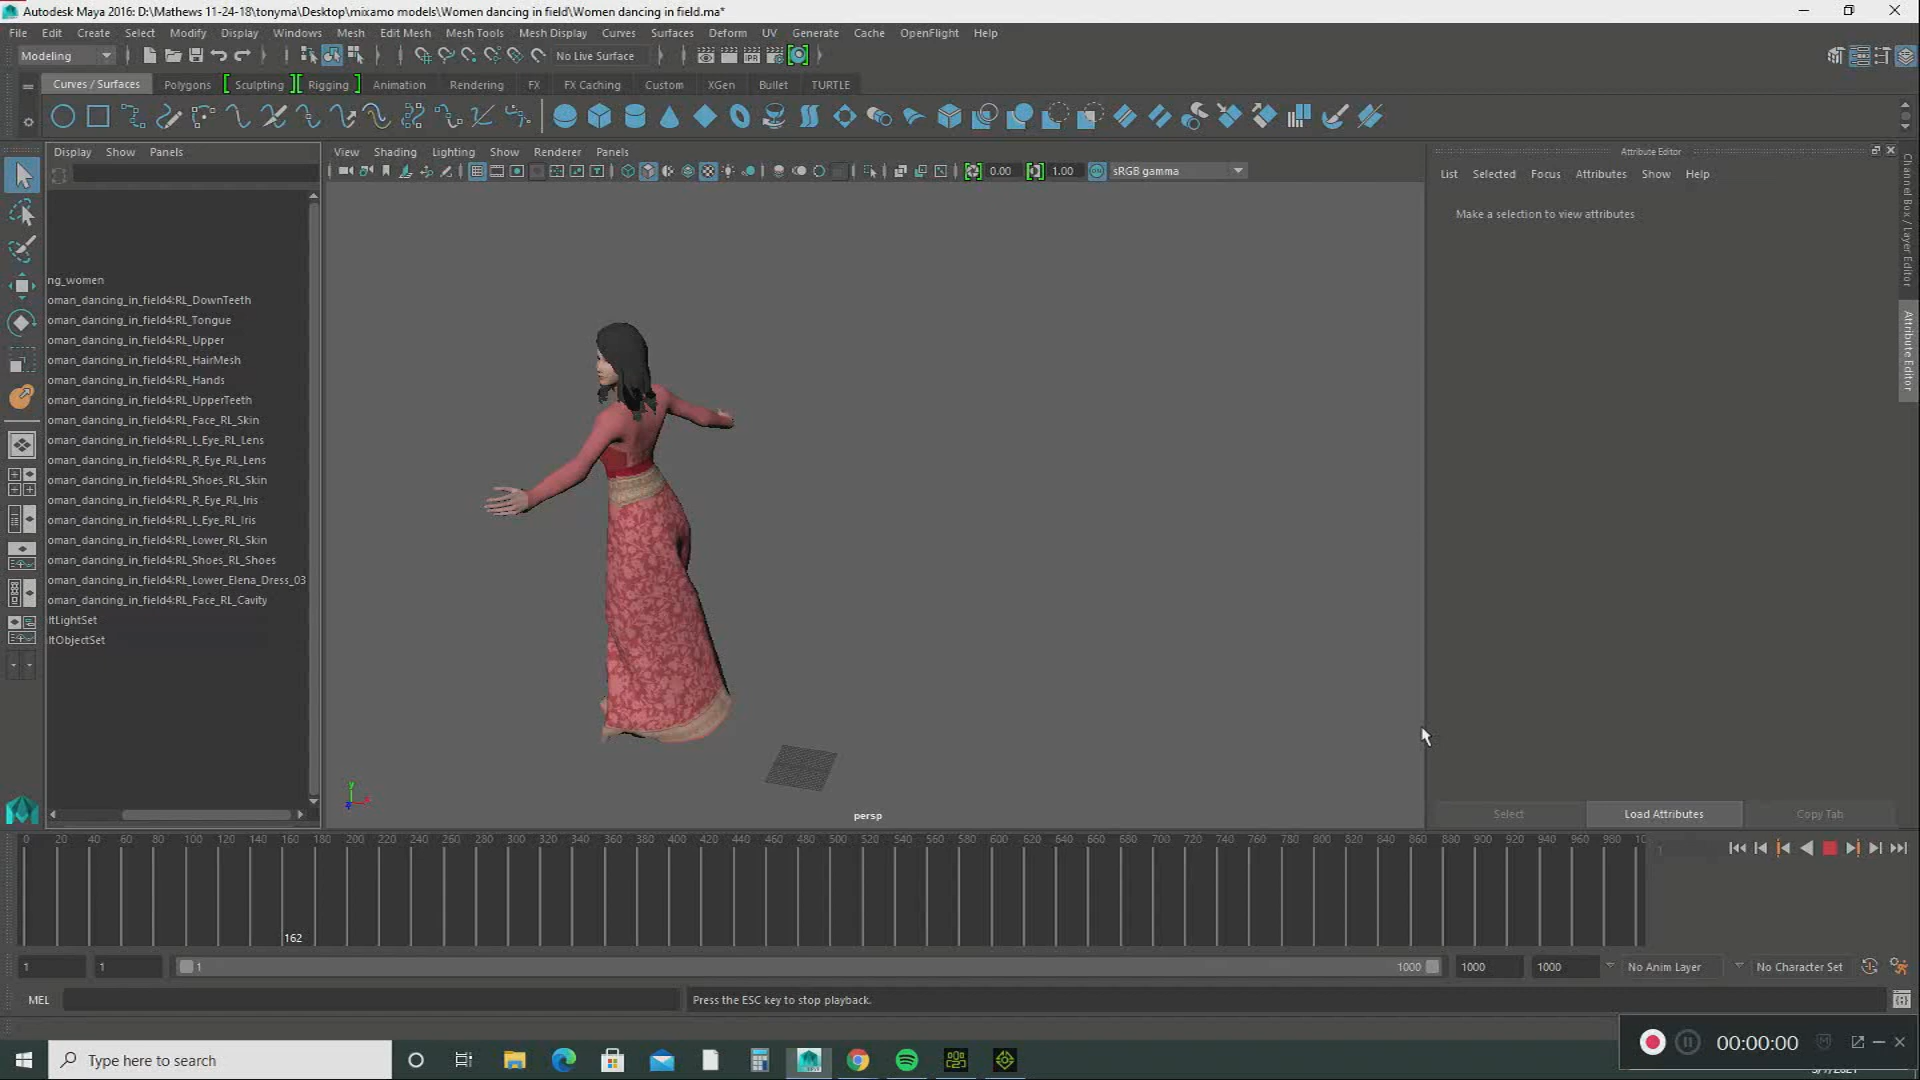 Autodesk Maya 2016: D:\Mathews 11-24-18\tonyma\Desktop\mixamo models\Women dancing in field\Women dancing in field.ma*
File Edit Create Select Modify Display Windows Mesh Edit Mesh Mesh Tools Mesh Display Curves Surfaces Deform UV Generate Cache OpenFlight Help
Modeling No Live Surface
Curves / Surfaces Polygons Sculpting Rigging Animation Rendering FX FX Caching Custom XGen Bullet TURTLE
Display Show Panels
View Shading Lighting Show Renderer Panels
0.00 1.00 sRGB gamma
Attribute Editor
List Selected Focus Attributes Show Help
Make a selection to view attributes
Channel Box / Layer Editor
Attribute Editor
ng_women
oman_dancing_in_field4:RL_DownTeeth
oman_dancing_in_field4:RL_Tongue
oman_dancing_in_field4:RL_Upper
oman_dancing_in_field4:RL_HairMesh
oman_dancing_in_field4:RL_Hands
oman_dancing_in_field4:RL_UpperTeeth
oman_dancing_in_field4:RL_Face_RL_Skin
oman_dancing_in_field4:RL_L_Eye_RL_Lens
oman_dancing_in_field4:RL_R_Eye_RL_Lens
oman_dancing_in_field4:RL_Shoes_RL_Skin
oman_dancing_in_field4:RL_R_Eye_RL_Iris
oman_dancing_in_field4:RL_L_Eye_RL_Iris
oman_dancing_in_field4:RL_Lower_RL_Skin
oman_dancing_in_field4:RL_Shoes_RL_Shoes
oman_dancing_in_field4:RL_Lower_Elena_Dress_03
oman_dancing_in_field4:RL_Face_RL_Cavity
ltLightSet
ltObjectSet
y
persp
Select Load Attributes Copy Tab
0 20 40 60 80 100 120 140 160 180 200 220 240 260 280 300 320 340 360 380 400 420 440 460 480 500 520 540 560 580 600 620 640 660 680 700 720 740 760 780 800 820 840 860 880 900 920 940 960 980 10
1
162
1 1 1 1000 1000 1000 No Anim Layer No Character Set
MEL Press the ESC key to stop playback.
Type here to search
00:00:00